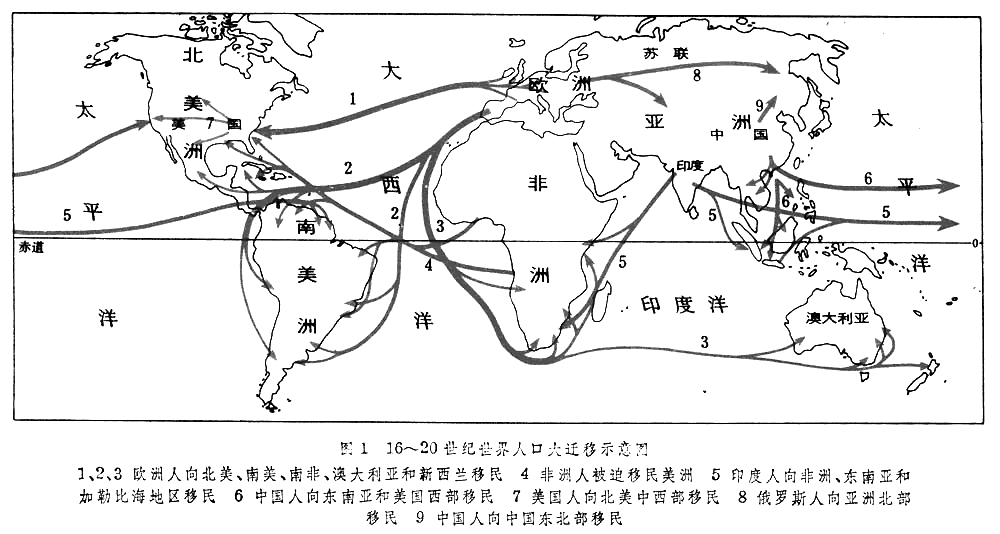 北
苏 联
大
8
欧 洲
太
1
美
9
太
美 7 国
亚
洲
中 国
洲
印度
2
6
西
非
平
5
平
2
5
6
5
南
3
赤道
0
4
5
洋
美
洲
印 度 洋
洋
洲
洋
澳大利亚
3
图1 16～20世纪世界人口大迁移示意图
1、2、3 欧洲人向北美、南美、南非、澳大利亚和新西兰移民 4 非洲人被迫移民美洲 5 印度人向非洲、东南亚和
加勒比海地区移民 6 中国人向东南亚和美国西部移民 7 美国人向北美中西部移民 8 俄罗斯人向亚洲北部
移民 9 中国人向中国东北部移民